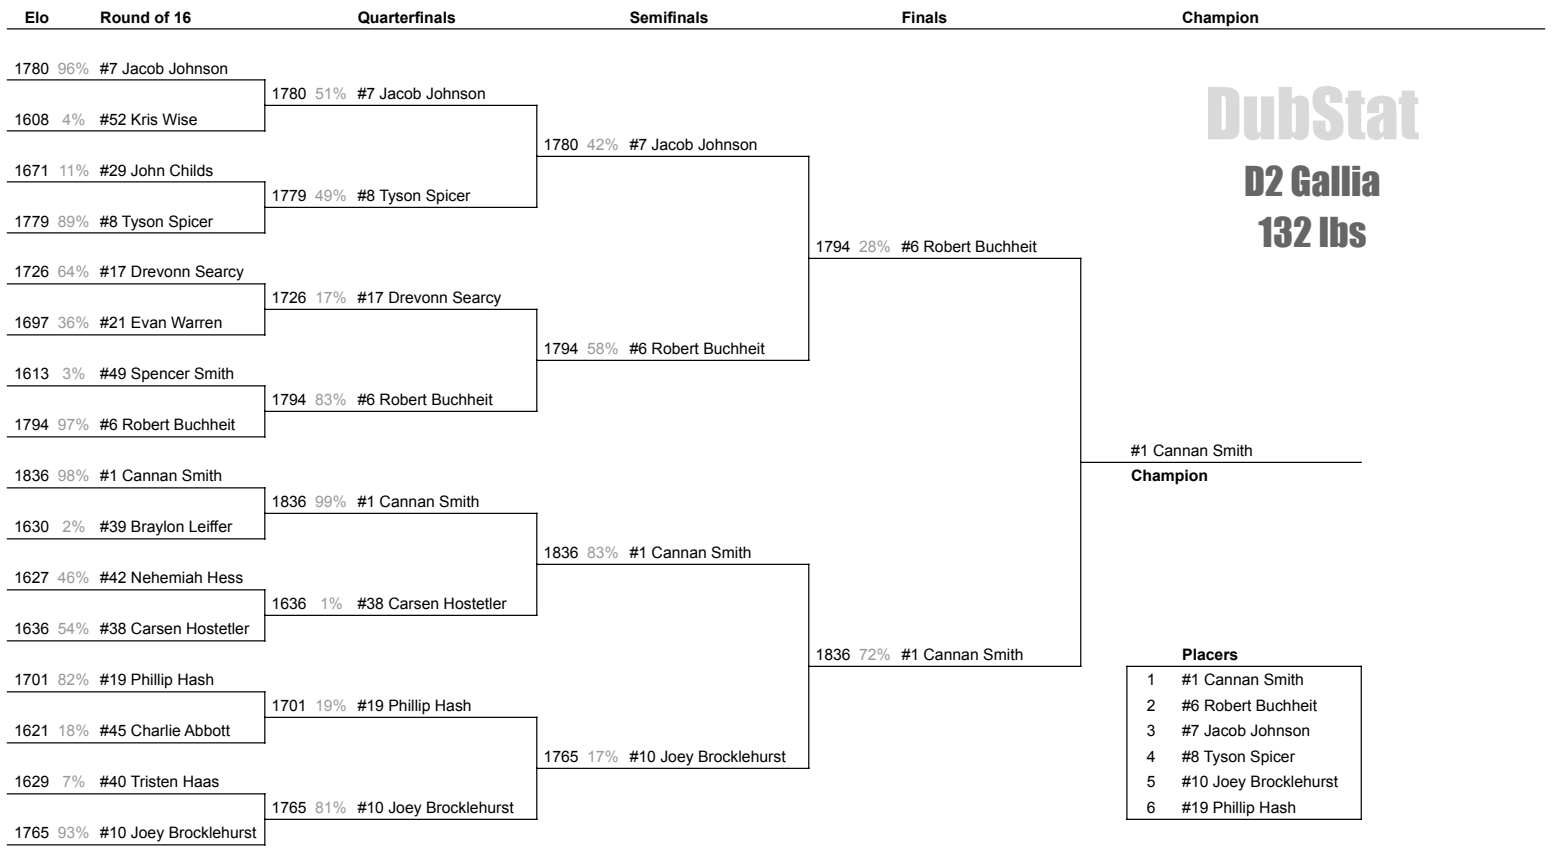 Elo Round of 16 Quarterfinals Semifinals Finals Champion
1780 96% #7 Jacob Johnson
1780 51% #7 Jacob Johnson
1608 4% #52 Kris Wise
1780 42% #7 Jacob Johnson
1671 11% #29 John Childs
1779 49% #8 Tyson Spicer
1779 89% #8 Tyson Spicer
DubStat
D2 Gallia
132 lbs
1794 28% #6 Robert Buchheit
1726 64% #17 Drevonn Searcy
1726 17% #17 Drevonn Searcy
1697 36% #21 Evan Warren
1794 58% #6 Robert Buchheit
1613 3% #49 Spencer Smith
1794 83% #6 Robert Buchheit
1794 97% #6 Robert Buchheit
#1 Cannan Smith
Champion
1836 98% #1 Cannan Smith
1836 99% #1 Cannan Smith
1630 2% #39 Braylon Leiffer
1836 83% #1 Cannan Smith
1627 46% #42 Nehemiah Hess
1636 1% #38 Carsen Hostetler
1636 54% #38 Carsen Hostetler
1836 72% #1 Cannan Smith
1701 82% #19 Phillip Hash
1701 19% #19 Phillip Hash
1621 18% #45 Charlie Abbott
1765 17% #10 Joey Brocklehurst
1629 7% #40 Tristen Haas
1765 81% #10 Joey Brocklehurst
1765 93% #10 Joey Brocklehurst
Placers
1 #1 Cannan Smith
2 #6 Robert Buchheit
3 #7 Jacob Johnson
4 #8 Tyson Spicer
5 #10 Joey Brocklehurst
6 #19 Phillip Hash